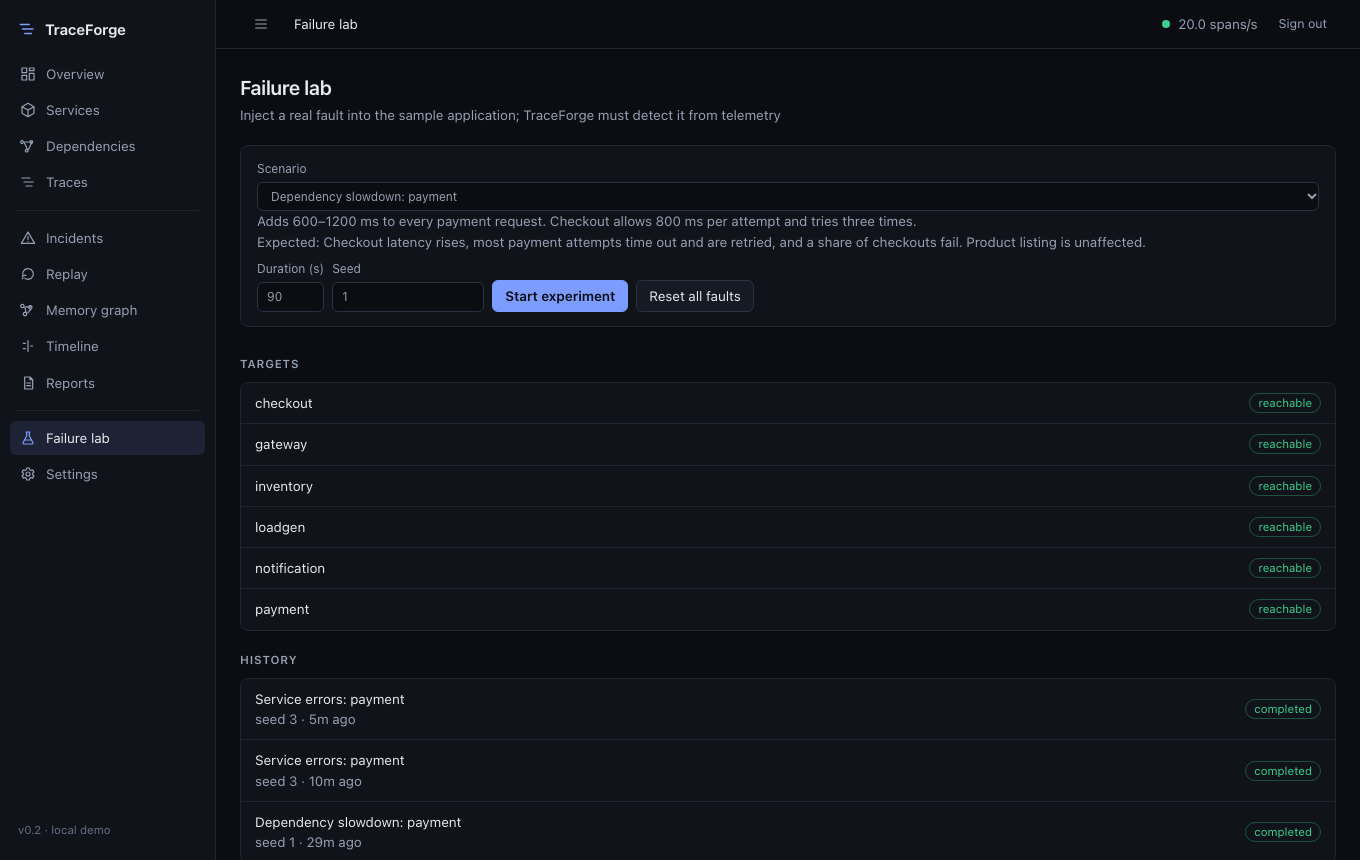 TraceForge
Overview
Services
Dependencies
Traces
Incidents
Replay
Memory graph
Timeline
Reports
Failure lab
Settings
v0.2 · local demo
Failure lab
20.0 spans/s
Sign out
Failure lab
Inject a real fault into the sample application; TraceForge must detect it from telemetry
Scenario
Dependency slowdown: payment
Adds 600–1200 ms to every payment request. Checkout allows 800 ms per attempt and tries three times.
Expected: Checkout latency rises, most payment attempts time out and are retried, and a share of checkouts fail. Product listing is unaffected.
Duration (s) Seed
90 1 Start experiment Reset all faults
TARGETS
checkout reachable
gateway reachable
inventory reachable
loadgen reachable
notification reachable
payment reachable
HISTORY
Service errors: payment
seed 3 · 5m ago
completed
Service errors: payment
seed 3 · 10m ago
completed
Dependency slowdown: payment
seed 1 · 29m ago
completed